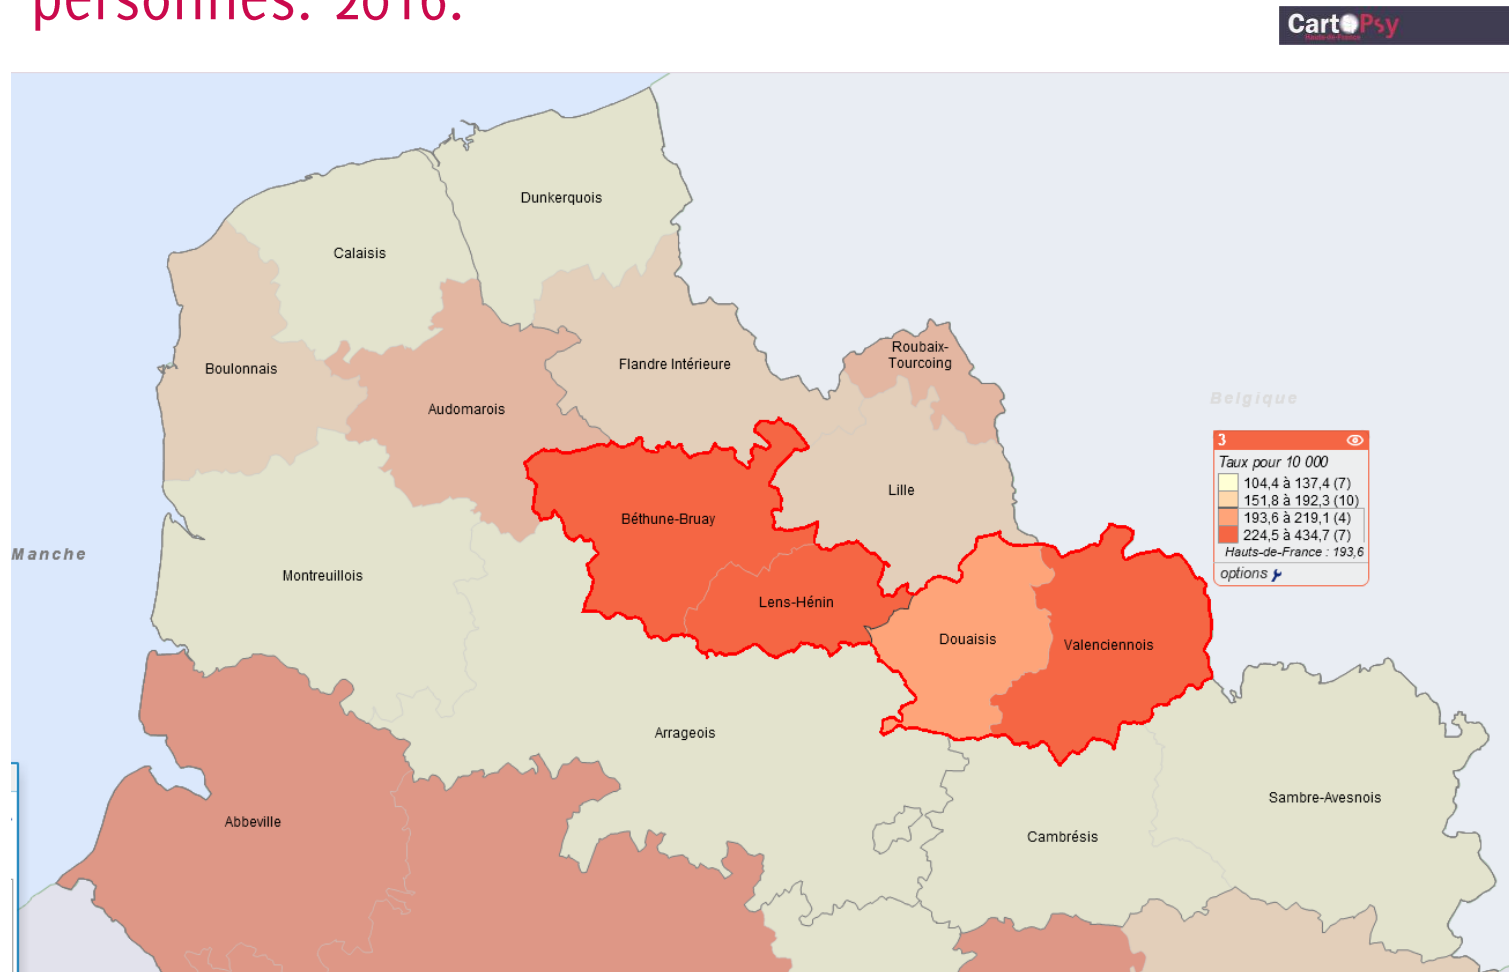 personnes. 2016.
CartoPsy
Hauts-de-France
Dunkerquois
Calaisis
Boulonnais
Audomarois
Flandre Intérieure
Roubaix-
Tourcoing
Belgique
3
Taux pour 10 000
104,4 à 137,4 (7)
151,8 à 192,3 (10)
193,6 à 219,1 (4)
224,5 à 434,7 (7)
Hauts-de-France : 193,6
options
Lille
Béthune-Bruay
Manche
Montreuillois
Lens-Hénin
Douaisis
Valenciennois
Arrageois
Sambre-Avesnois
Abbeville
Cambrésis